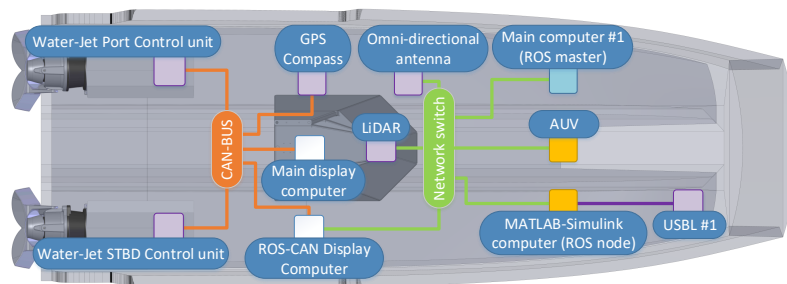 Water-Jet Port Control unit
GPS
Compass
Omni-directional
antenna
Main computer #1
(ROS master)
CAN-BUS
LiDAR
Network switch
AUV
Main display
computer
Water-Jet STBD Control unit
ROS-CAN Display
Computer
MATLAB-Simulink
computer (ROS node)
USBL #1